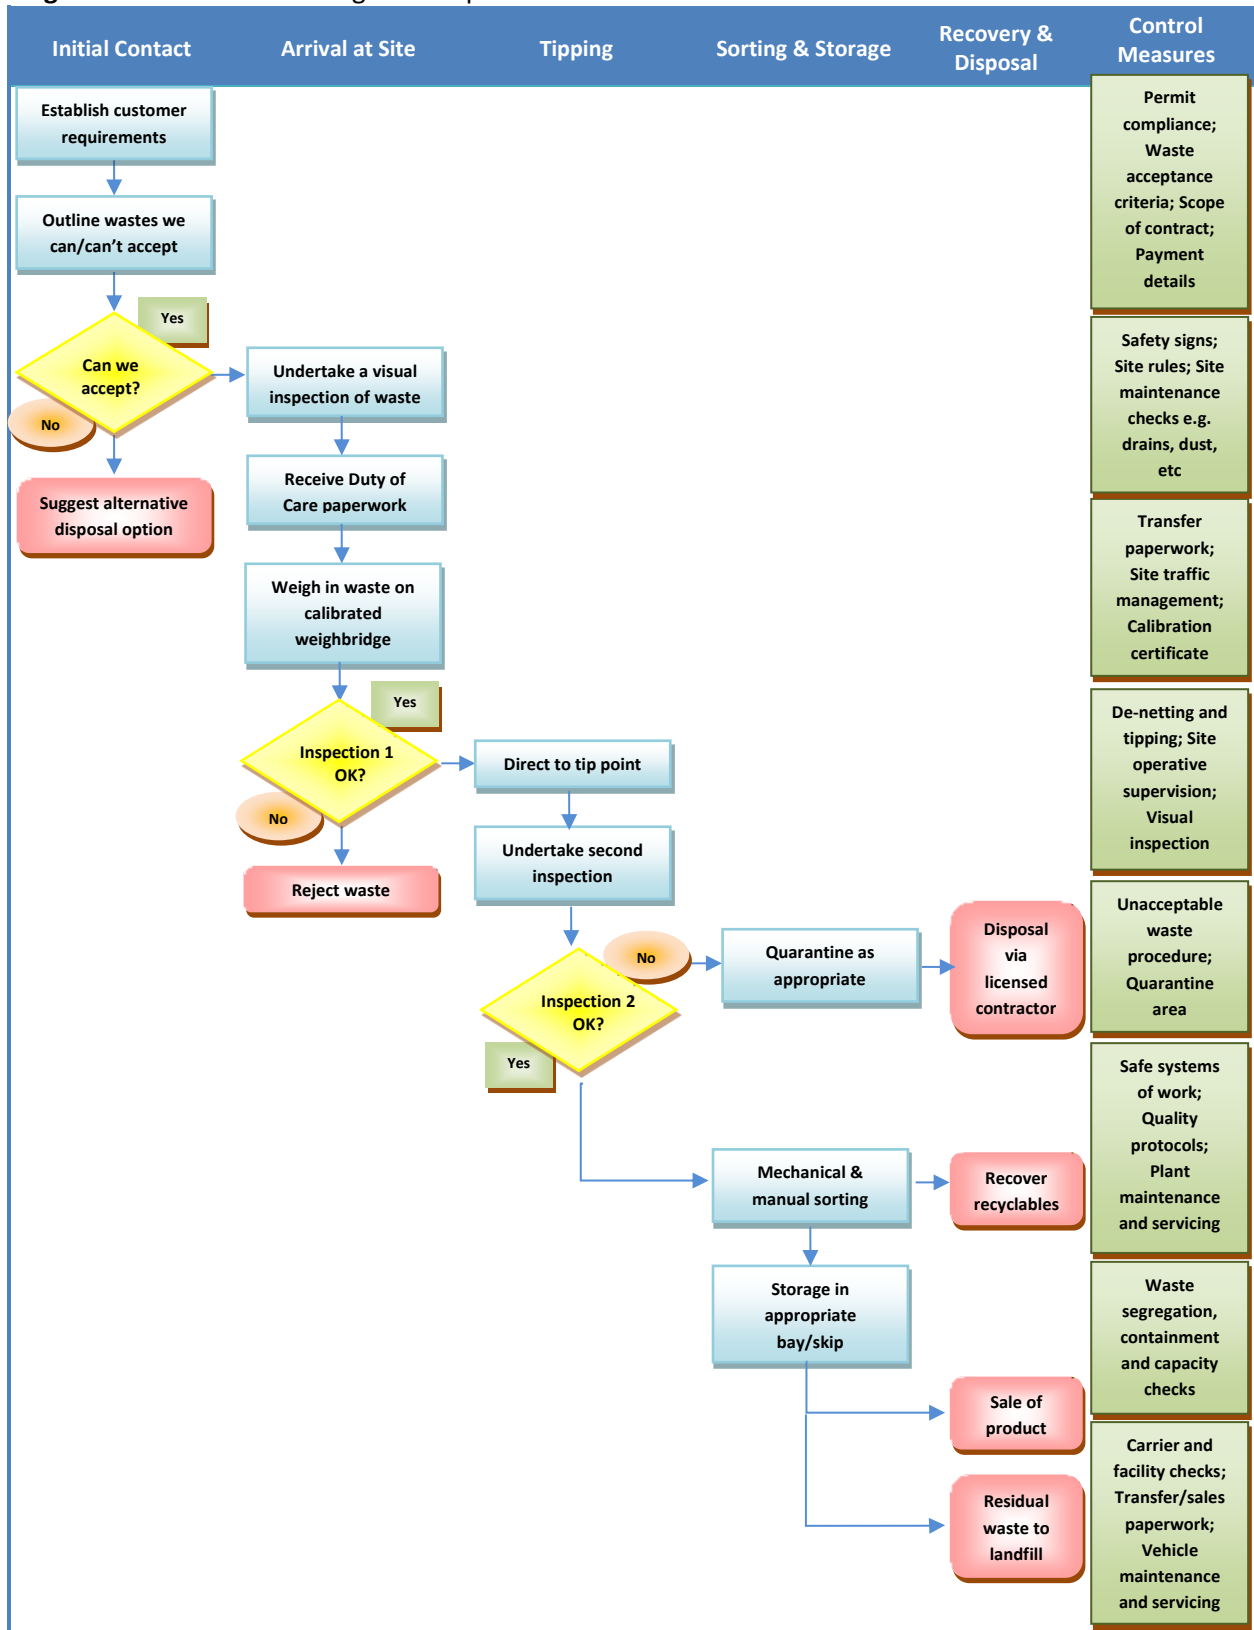 Initial Contact
Arrival at Site
Tipping
Sorting & Storage
Recovery &
Disposal
Control
Measures
Establish customer
requirements
Outline wastes we
can/can't accept
Yes
Can we
accept?
No
Suggest alternative
disposal option
Undertake a visual
inspection of waste
Receive Duty of
Care paperwork
Weigh in waste on
calibrated
weighbridge
Yes
Inspection 1
OK?
No
Reject waste
Direct to tip point
Undertake second
inspection
No
Inspection 2
OK?
Yes
Quarantine as
appropriate
Disposal
via
licensed
contractor
Mechanical &
manual sorting
Recover
recyclables
Storage in
appropriate
bay/skip
Sale of
product
Residual
waste to
landfill
Permit
compliance;
Waste
acceptance
criteria; Scope
of contract;
Payment
details
Safety signs;
Site rules; Site
maintenance
checks e.g.
drains, dust,
etc
Transfer
paperwork;
Site traffic
management;
Calibration
certificate
De-netting and
tipping; Site
operative
supervision;
Visual
inspection
Unacceptable
waste
procedure;
Quarantine
area
Safe systems
of work;
Quality
protocols;
Plant
maintenance
and servicing
Waste
segregation,
containment
and capacity
checks
Carrier and
facility checks;
Transfer/sales
paperwork;
Vehicle
maintenance
and servicing